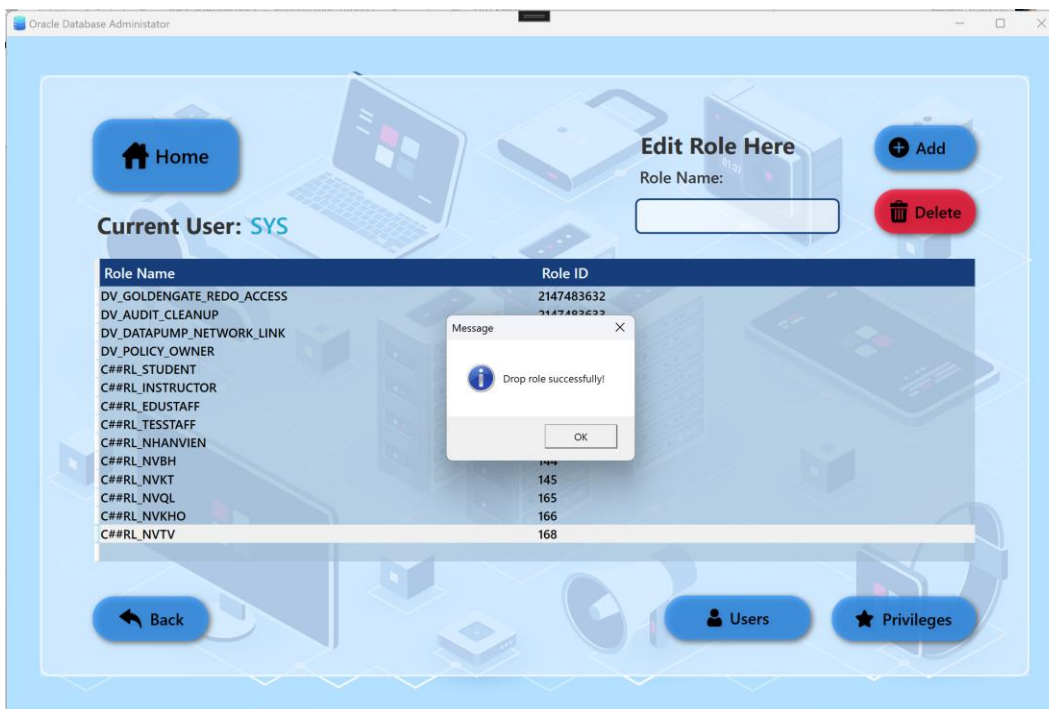 Oracle Database Administator
Home
Edit Role Here
Add
Role Name:
Delete
Current User: SYS
Role Name Role ID
DV_GOLDENGATE_REDO_ACCESS 2147483632
DV_AUDIT_CLEANUP 2147483633
DV_DATAPUMP_NETWORK_LINK
DV_POLICY_OWNER
C##RL_STUDENT
C##RL_INSTRUCTOR
C##RL_EDUSTAFF
C##RL_TESSTAFF
C##RL_NHANVIEN
C##RL_NVBH 144
C##RL_NVKT 145
C##RL_NVQL 165
C##RL_NVKHO 166
C##RL_NVTV 168
Message
Drop role successfully!
OK
Back
Users
Privileges